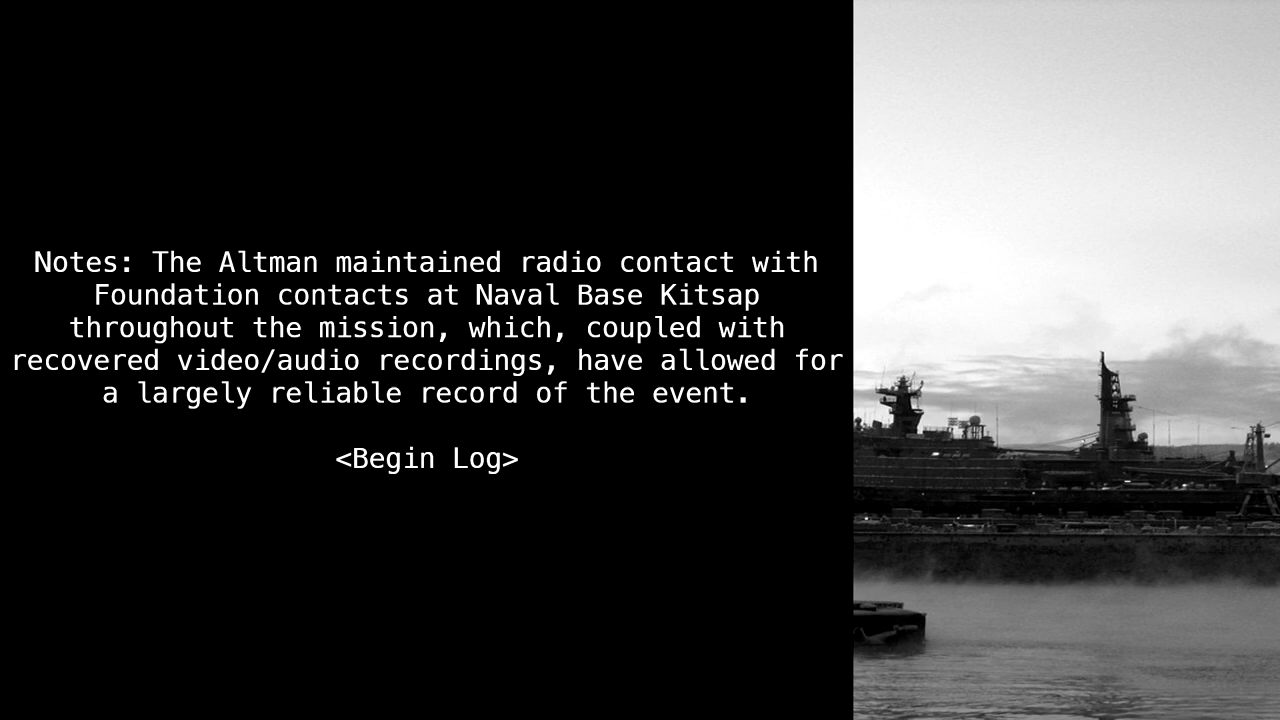 Notes: The Altman maintained radio contact with
Foundation contacts at Naval Base Kitsap
throughout the mission, which, coupled with
recovered video/audio recordings, have allowed for
a largely reliable record of the event.
<Begin Log>